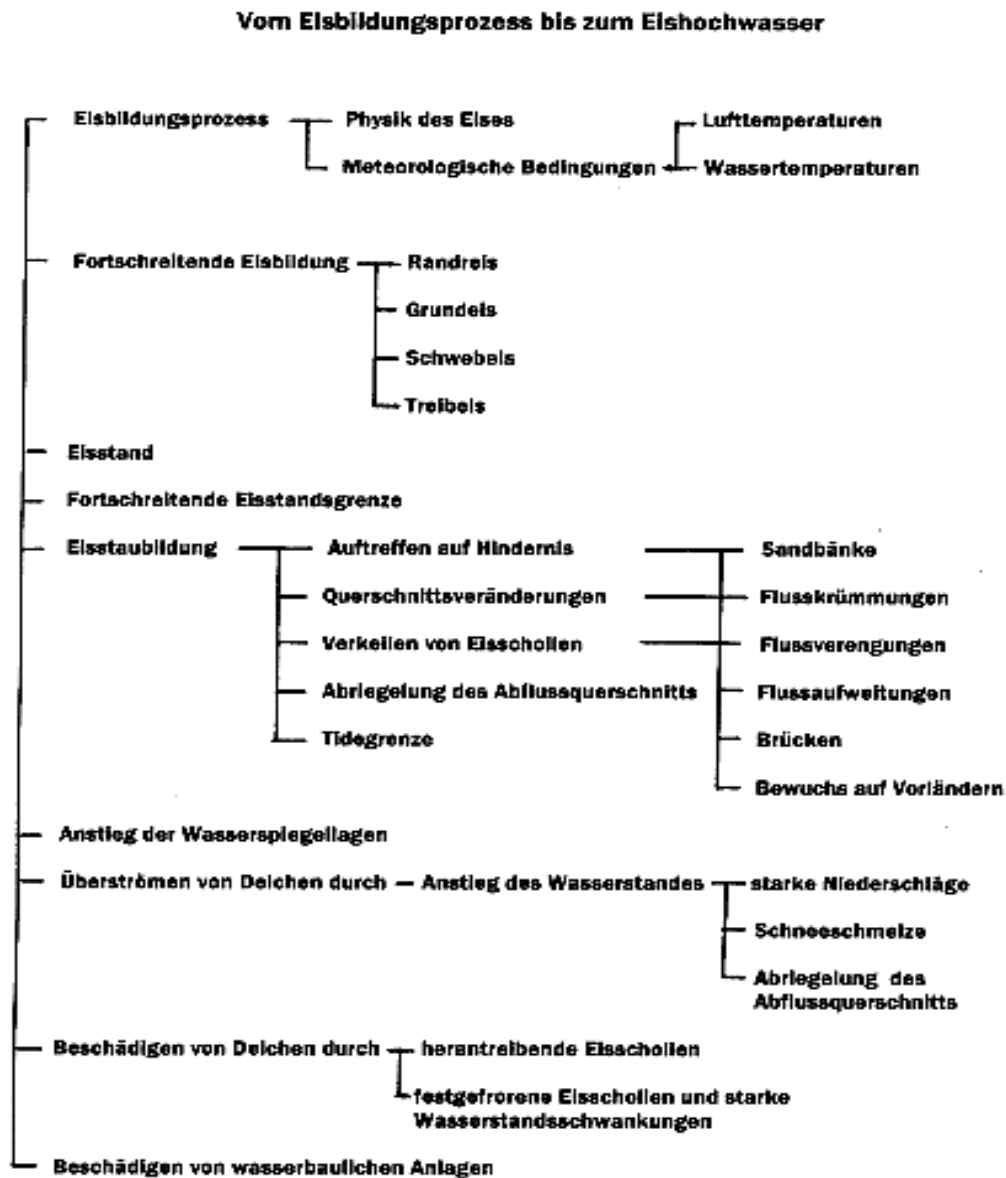 Vom Eisbildungsprozess bis zum Eishochwasser
Eisbildungsprozess
Physik des Eises
Lufttemperaturen
Meteorologische Bedingungen
Wassertemperaturen
Fortschreitende Eisbildung
Randreis
Grundeis
Schwebeis
Treibeis
Eisstand
Fortschreitende Eisstandsgrenze
Eisstaubildung
Auftreffen auf Hindernis
Sandbänke
Querschnittsveränderungen
Flusskrümmungen
Verkeilen von Eisschollen
Flussverengungen
Abriegelung des Abflussquerschnitts
Flussaufweitungen
Tidegrenze
Brücken
Bewuchs auf Vorländern
Anstieg der Wasserspiegellagen
Überströmen von Deichen durch
Anstieg des Wasserstandes
starke Niederschläge
Schneeschmelze
Abriegelung des
Abflussquerschnitts
Beschädigen von Deichen durch
herantreibende Eisschollen
festgefrorene Eisschollen und starke
Wasserstandsschwankungen
Beschädigen von wasserbaulichen Anlagen